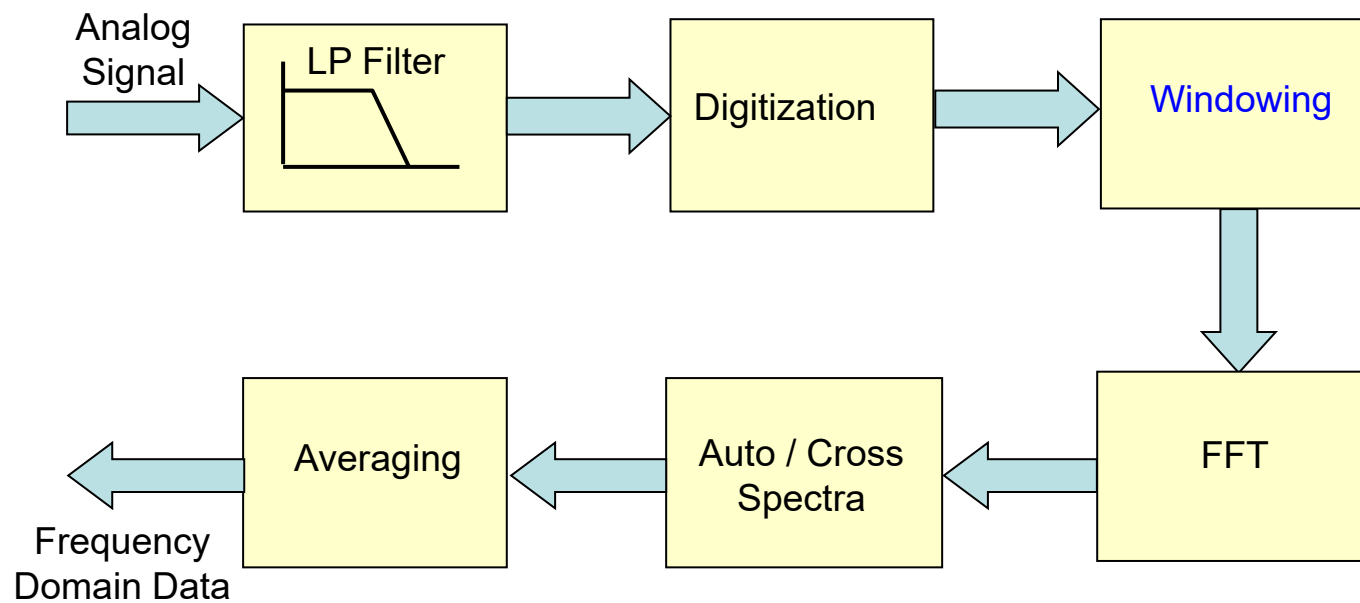 Analog
Signal
LP Filter
Digitization
Windowing
FFT
Auto / Cross
Spectra
Averaging
Frequency
Domain Data